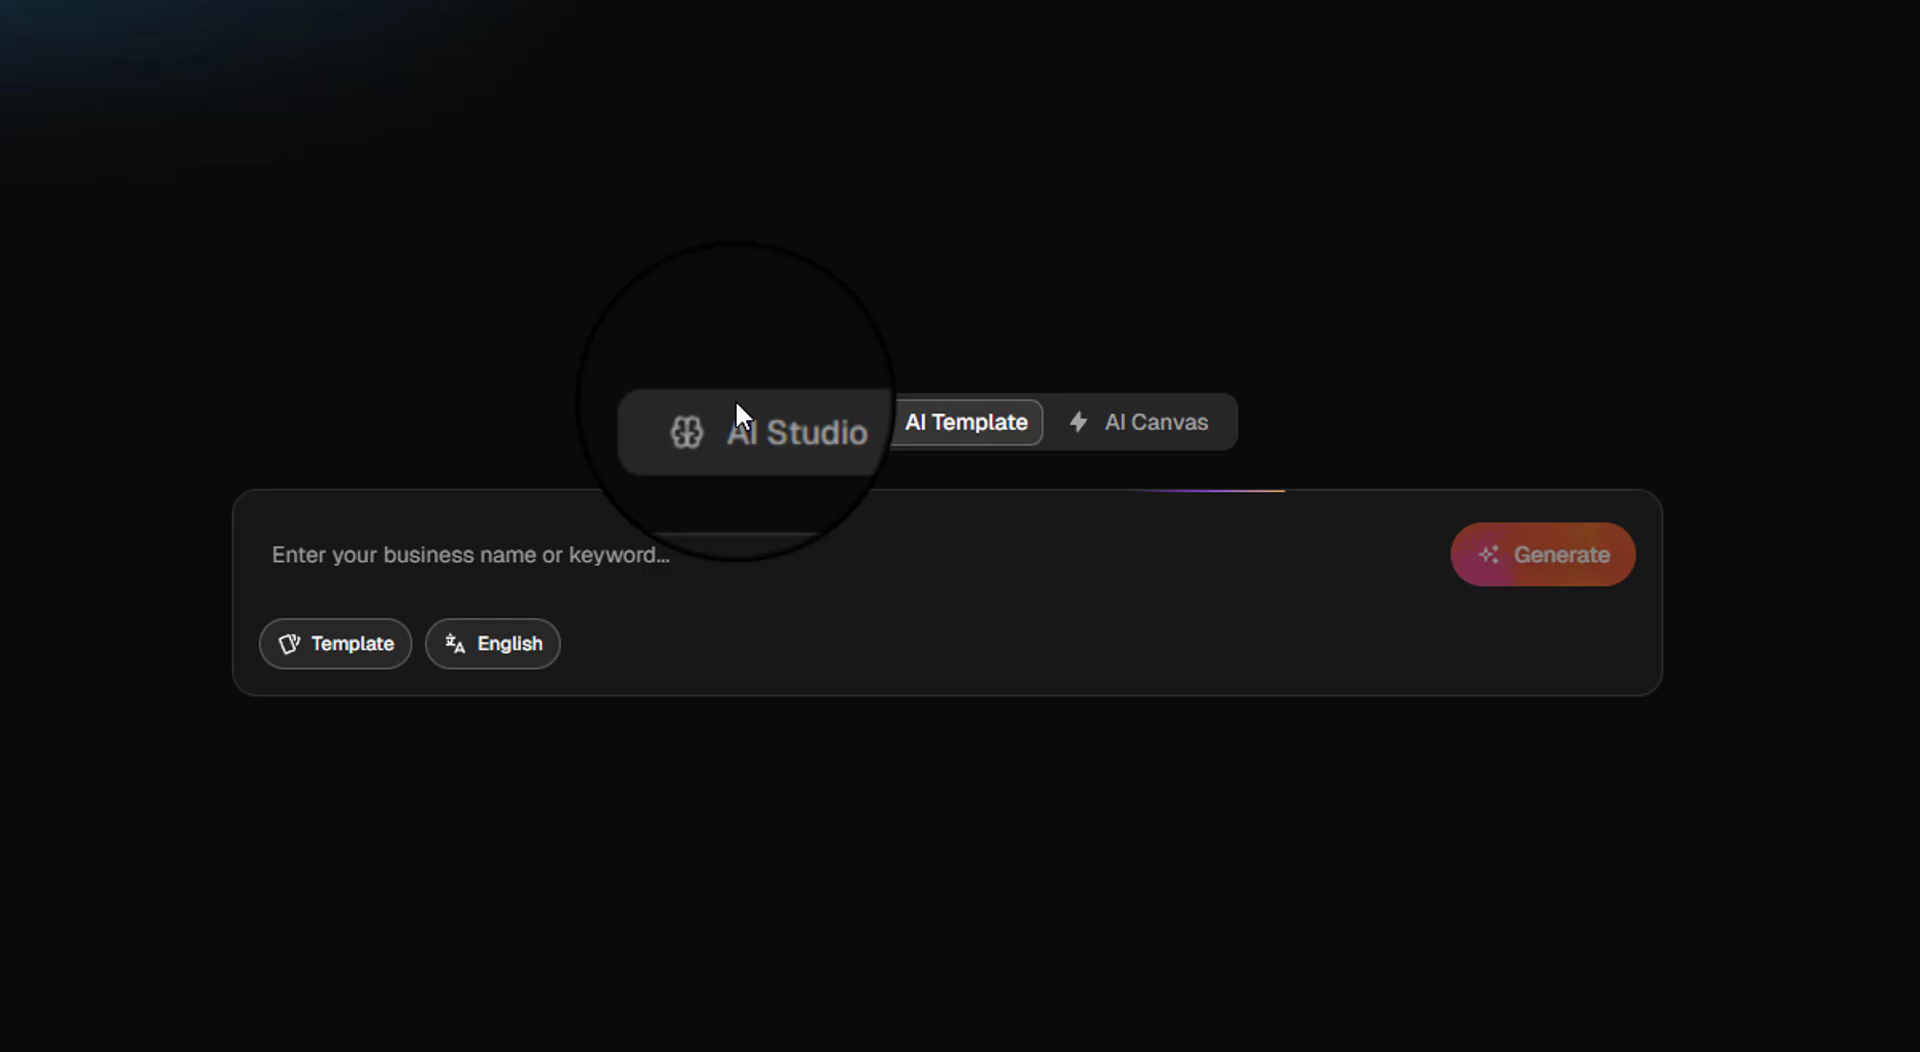 AI Studio
AI Template
AI Canvas
Enter your business name or keyword...
Generate
Template
English